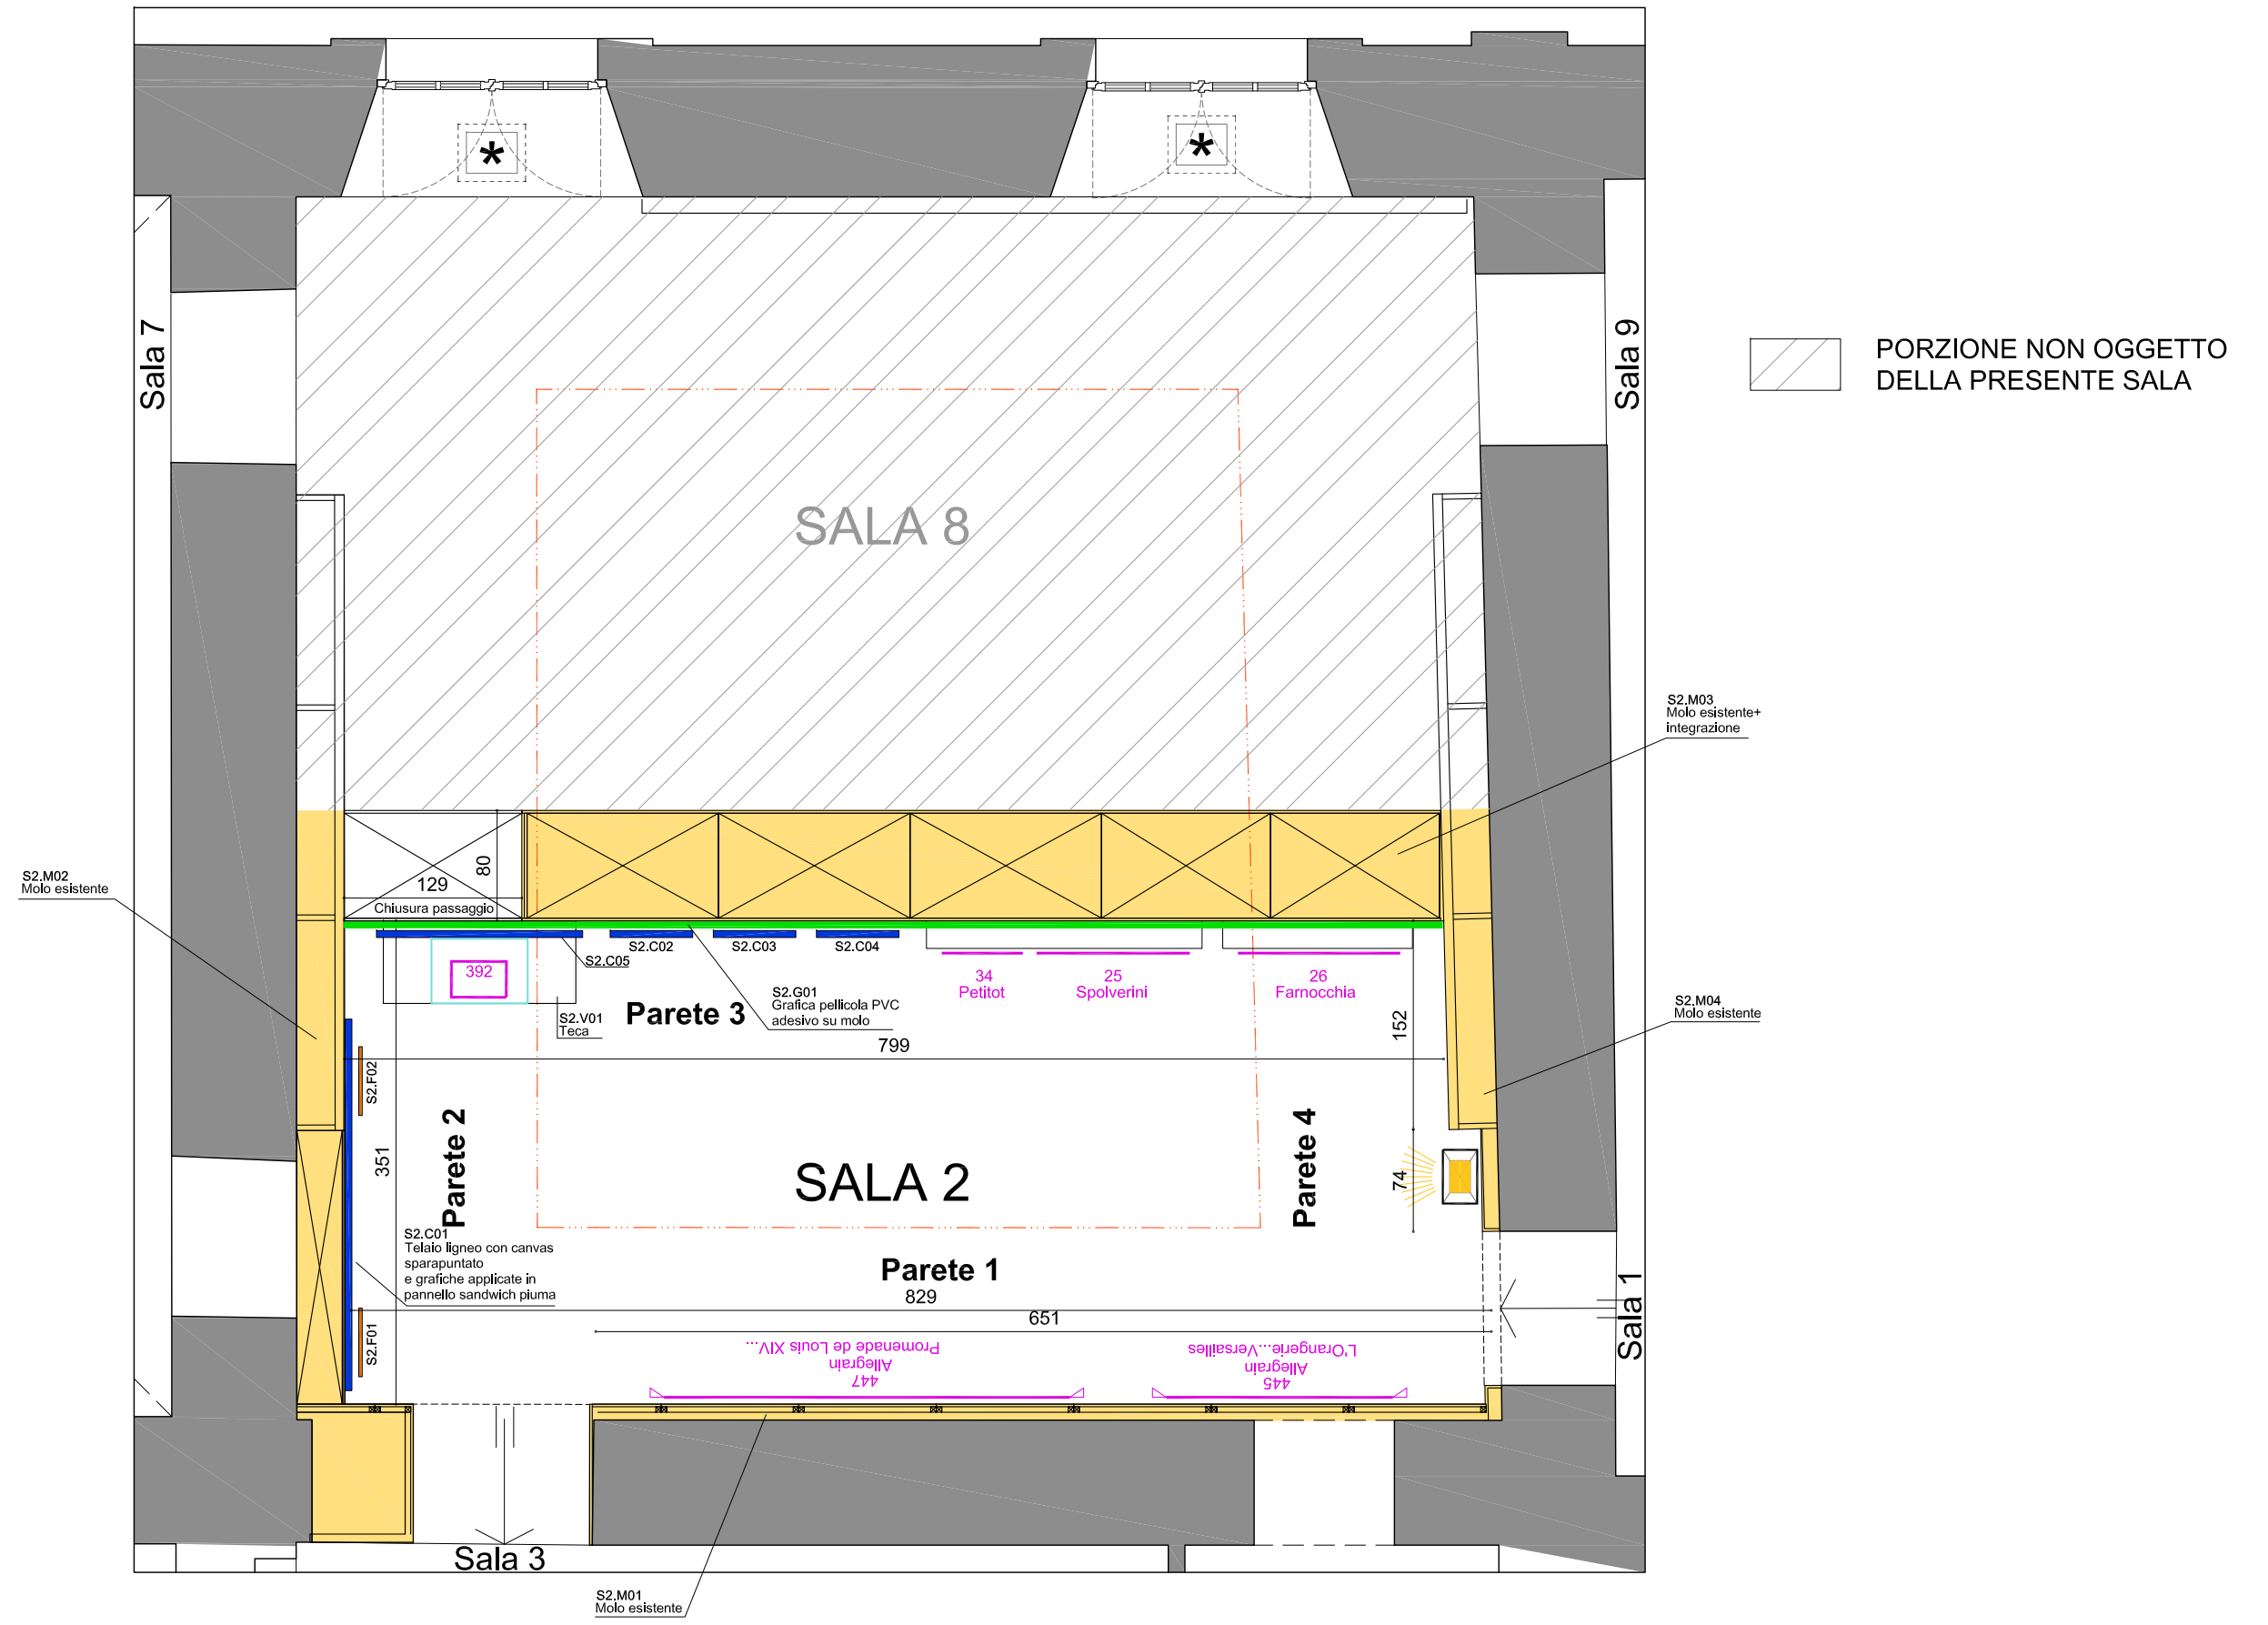 *
*
Sala 7
Sala 9
PORZIONE NON OGGETTO
DELLA PRESENTE SALA
SALA 8
S2.M03
Molo esistente+
integrazione
S2.M02
Molo esistente
80
129
Chiusura passaggio
S2.C02
S2.C03
S2.C04
S2.C05
392
34
Petitot
25
Spolverini
26
Farnocchia
S2.G01
Grafica pellicola PVC
adesivo su molo
S2.V01
Teca
Parete 3
S2.M04
Molo esistente
152
799
S2.F02
Parete 2
351
Parete 4
74
SALA 2
S2.C01
Telaio ligneo con canvas
sparapuntato
e grafiche applicate in
pannello sandwich piuma
Parete 1
829
651
Sala 1
S2.F01
447
Allegrain
Promenade de Louis XIV...
445
Allegrain
L'Orangerie...Versailles
Sala 3
S2.M01
Molo esistente